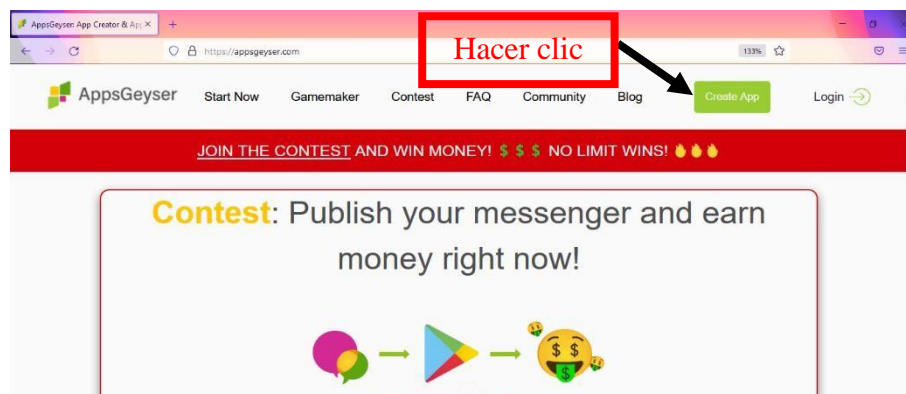 AppsGeyser: App Creator & Ap
https://appsgeyser.com
133%
Hacer clic
AppsGeyser
Start Now
Gamemaker
Contest
FAQ
Community
Blog
Create App
Login
JOIN THE CONTEST AND WIN MONEY! $ $ $ NO LIMIT WINS! 🔥🔥🔥
Contest: Publish your messenger and earn
money right now!
$ $
$